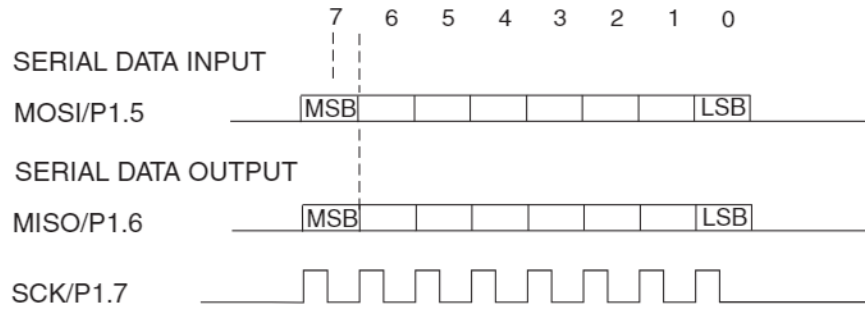 7 6 5 4 3 2 1 0
SERIAL DATA INPUT
MOSI/P1.5 MSB LSB
SERIAL DATA OUTPUT
MISO/P1.6 MSB LSB
SCK/P1.7